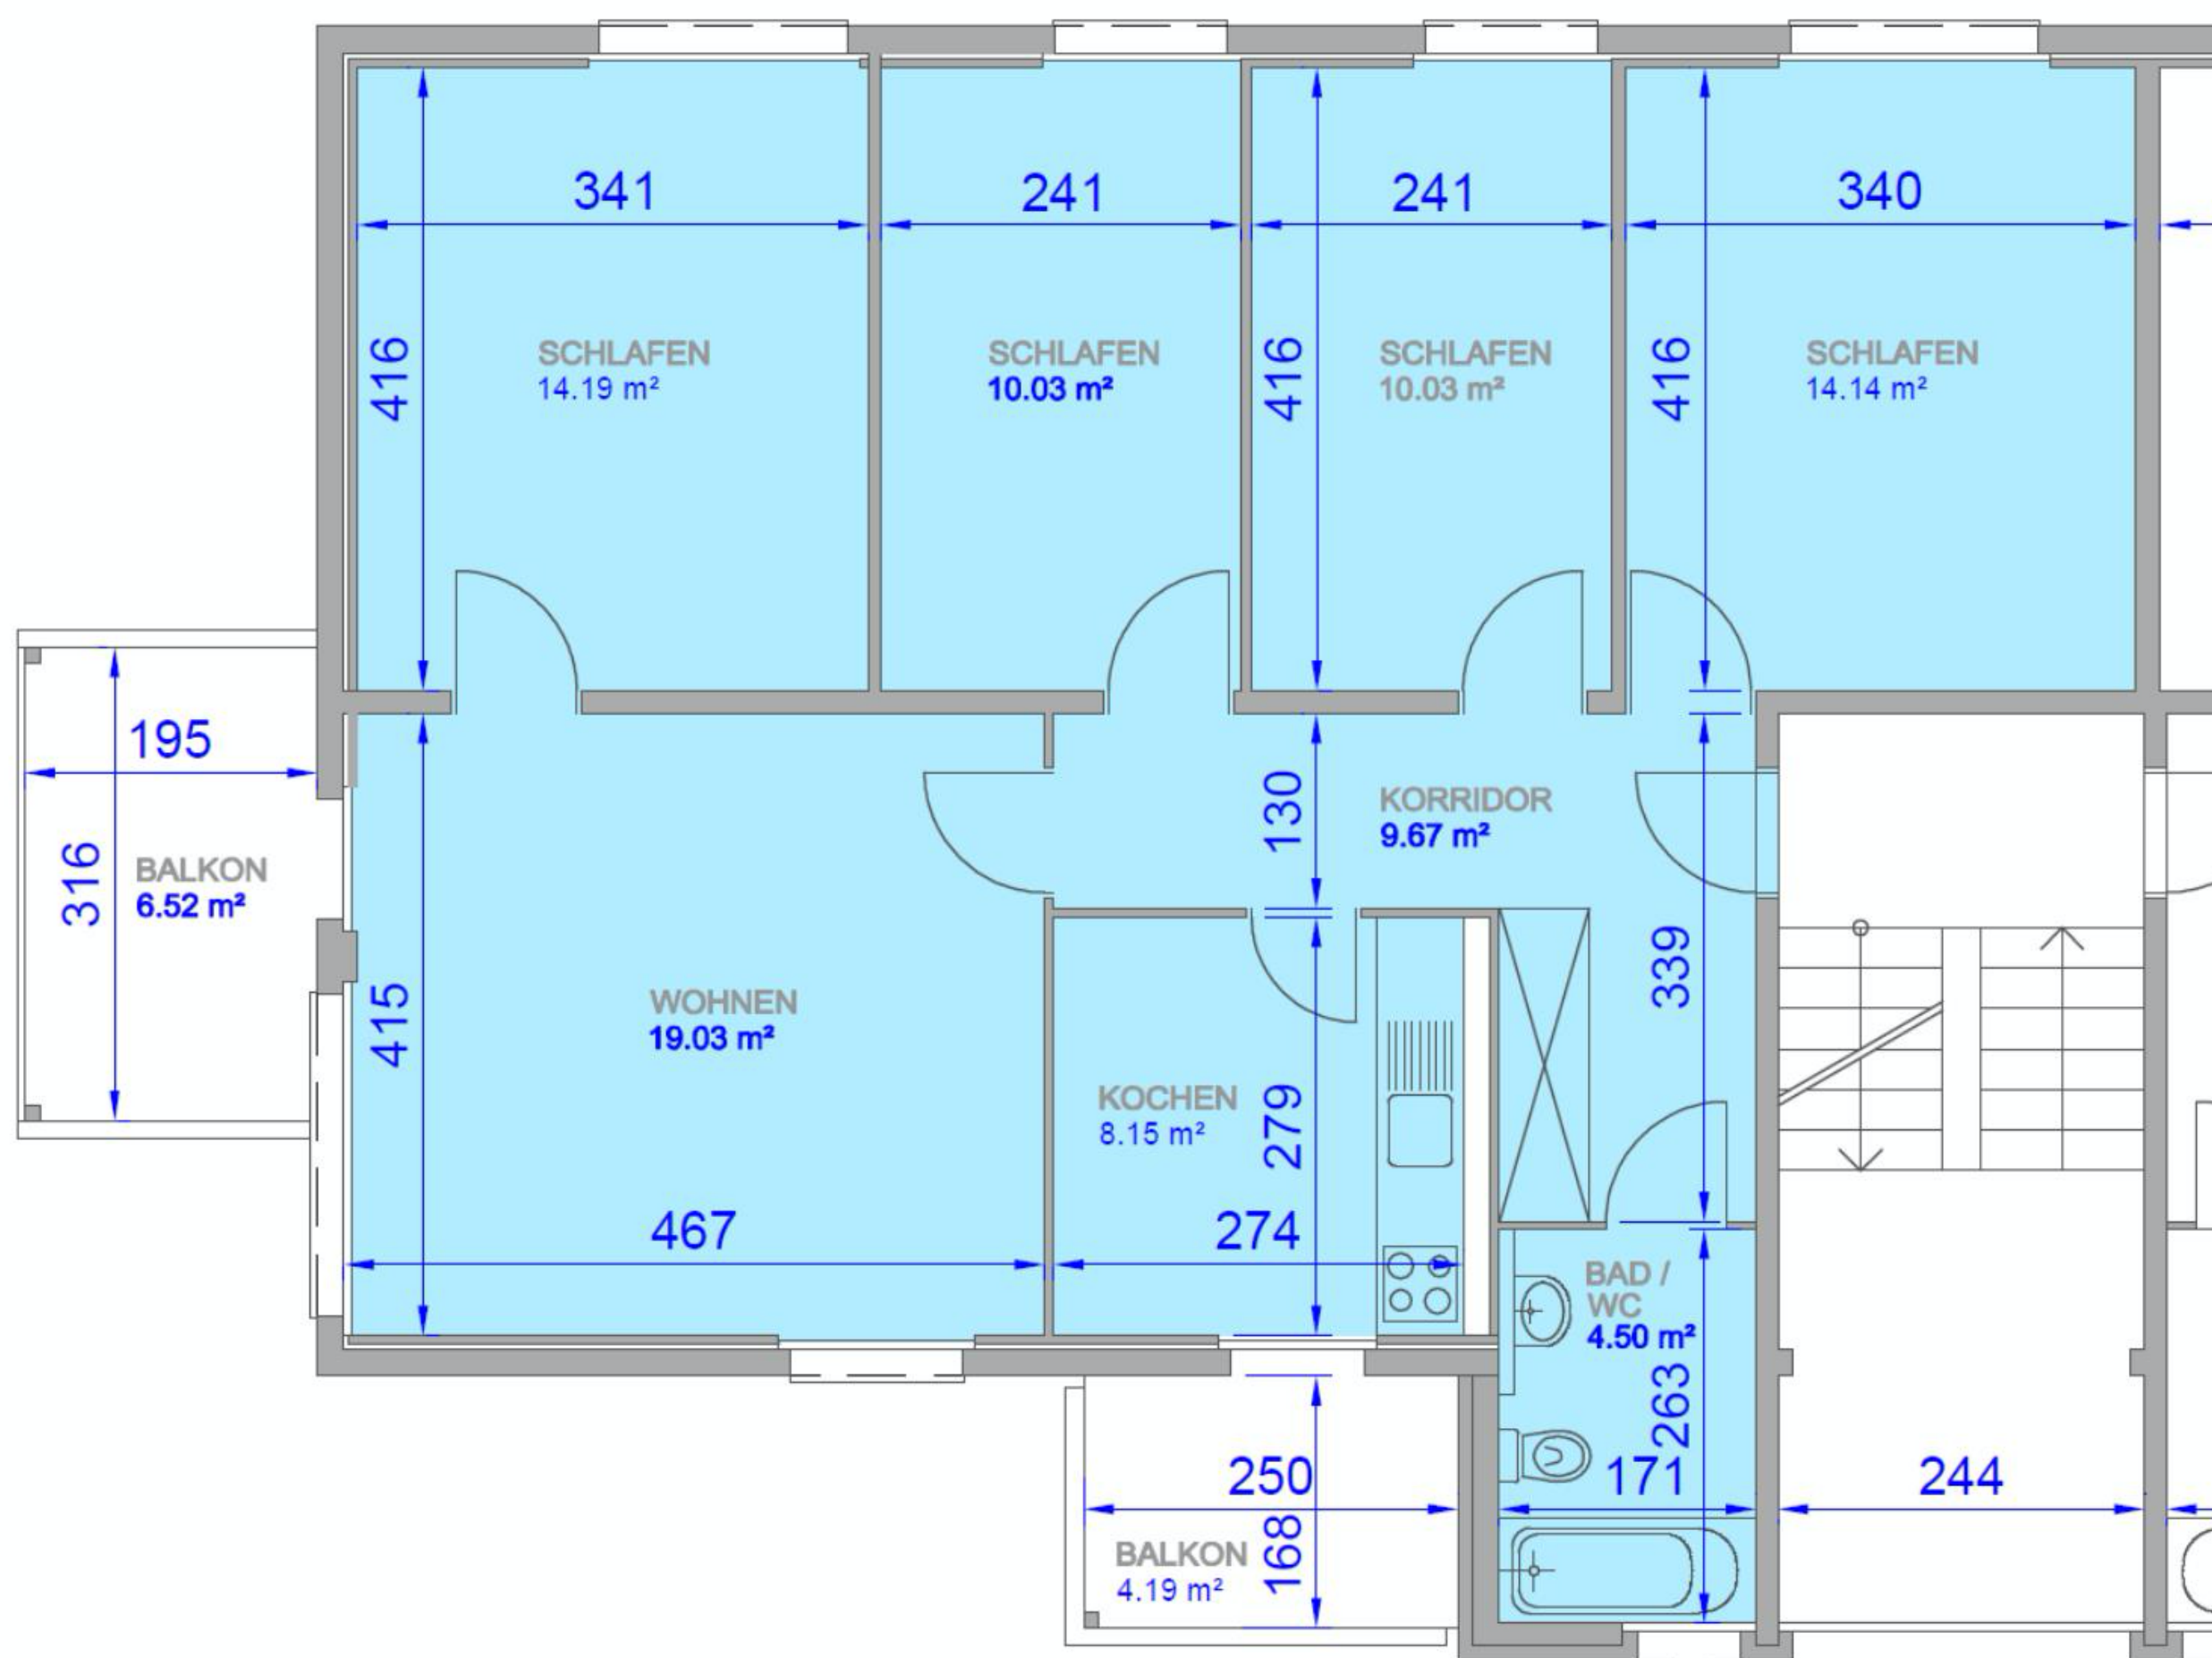 341
241
241
340
416
SCHLAFEN
14.19 m²
SCHLAFEN
10.03 m²
416
SCHLAFEN
10.03 m²
416
SCHLAFEN
14.14 m²
195
316
BALKON
6.52 m²
130
KORRIDOR
9.67 m²
339
415
WOHNEN
19.03 m²
KOCHEN
8.15 m²
279
467
274
BAD /
WC
4.50 m²
263
171
250
168
BALKON
4.19 m²
244